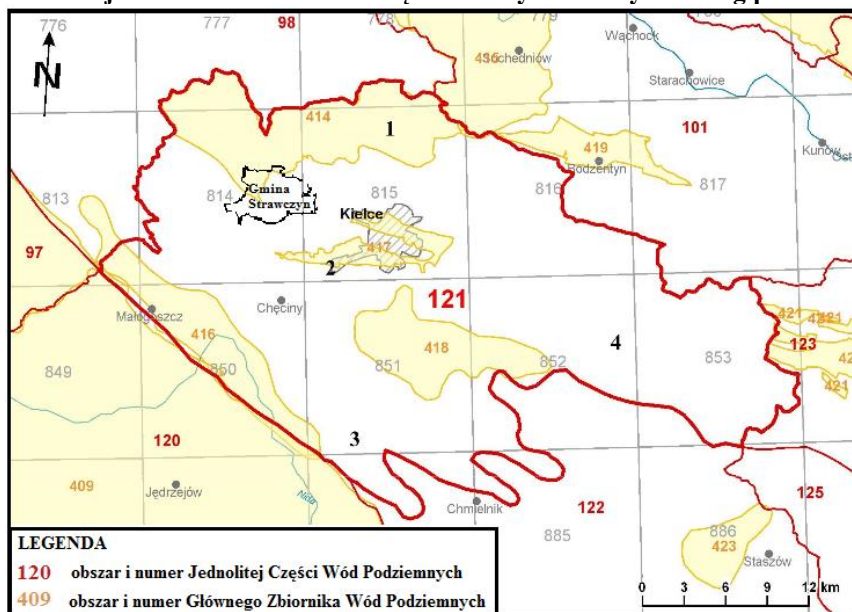 776
777
98
779
Wąchock
Suchedniów
Starachowice
N
414
1
101
419
Kunów
Bodzentyn
813
814
Gmina
Strawczyn
815
816
817
Kielce
97
417
2
121
Małogoszcz
Chęciny
416
418
4
421
421
123
849
850
851
852
853
421
3
120
409
Jędrzejów
Nida
Chmielnik
122
125
885
886
423
Staszów
LEGENDA
120 obszar i numer Jednolitej Części Wód Podziemnych
409 obszar i numer Głównego Zbiornika Wód Podziemnych
0 3 6 9 12 km